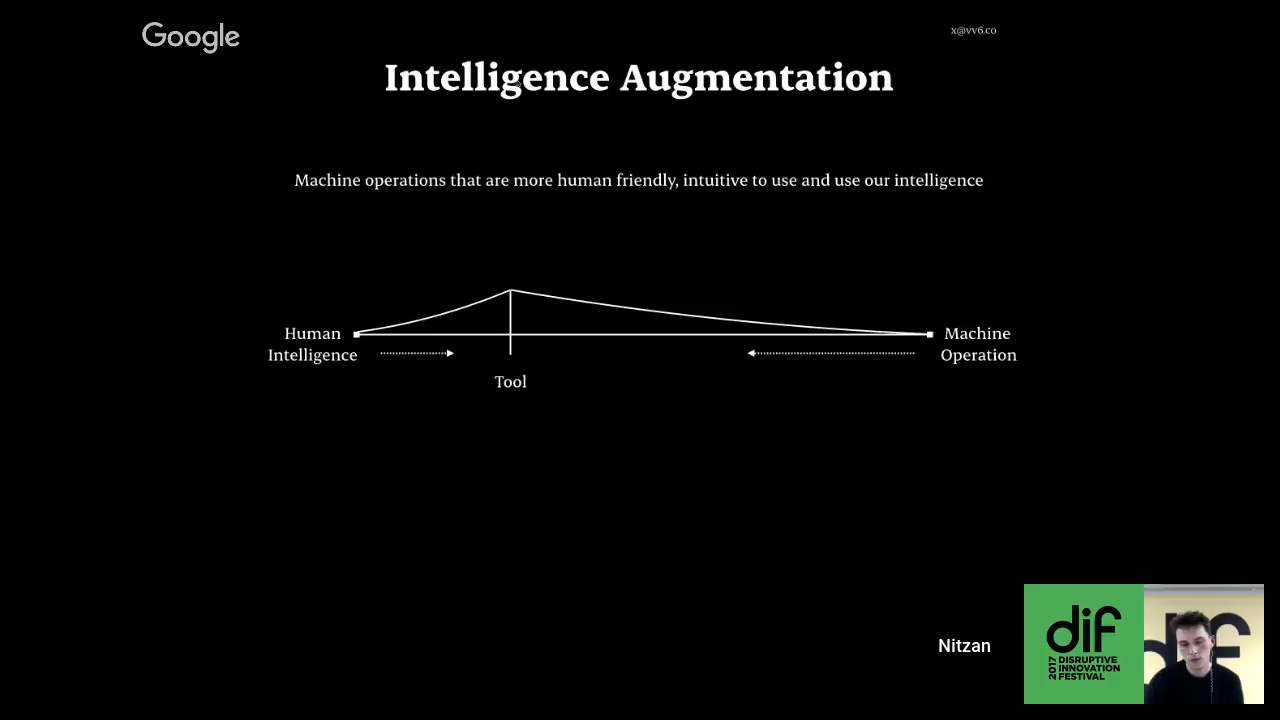 Google
x@vv6.co
Intelligence Augmentation
Machine operations that are more human friendly, intuitive to use and use our intelligence
Human
Intelligence
Tool
Machine
Operation
Nitzan
dif
2017
DISRUPTIVE
INNOVATION
FESTIVAL
dif